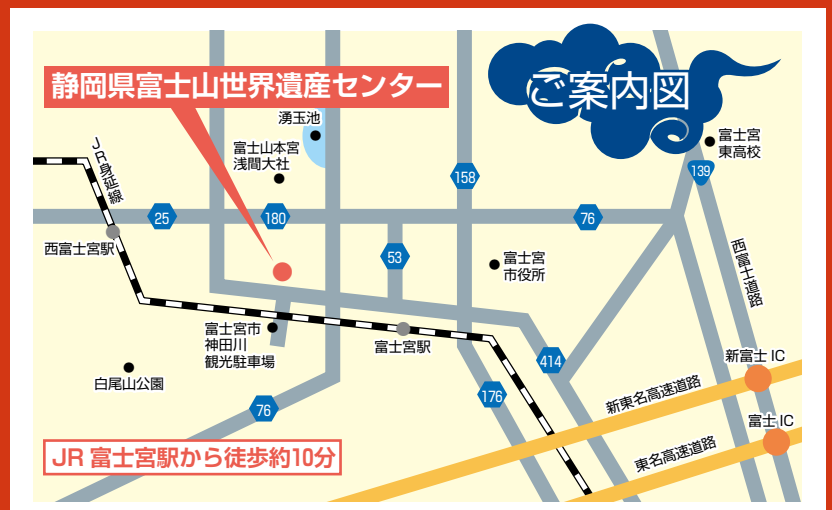 ご案内図
静岡県富士山世界遺産センター
湧玉池
富士山本宮
浅間大社
富士宮
東高校
JR身延線
139
158
25
180
76
53
西富士宮駅
富士宮
市役所
西富士道路
富士宮市
神田川
観光駐車場
富士宮駅
新富士 IC
414
白尾山公園
176
新東名高速道路
76
富士 IC
東名高速道路
JR 富士宮駅から徒歩約10分